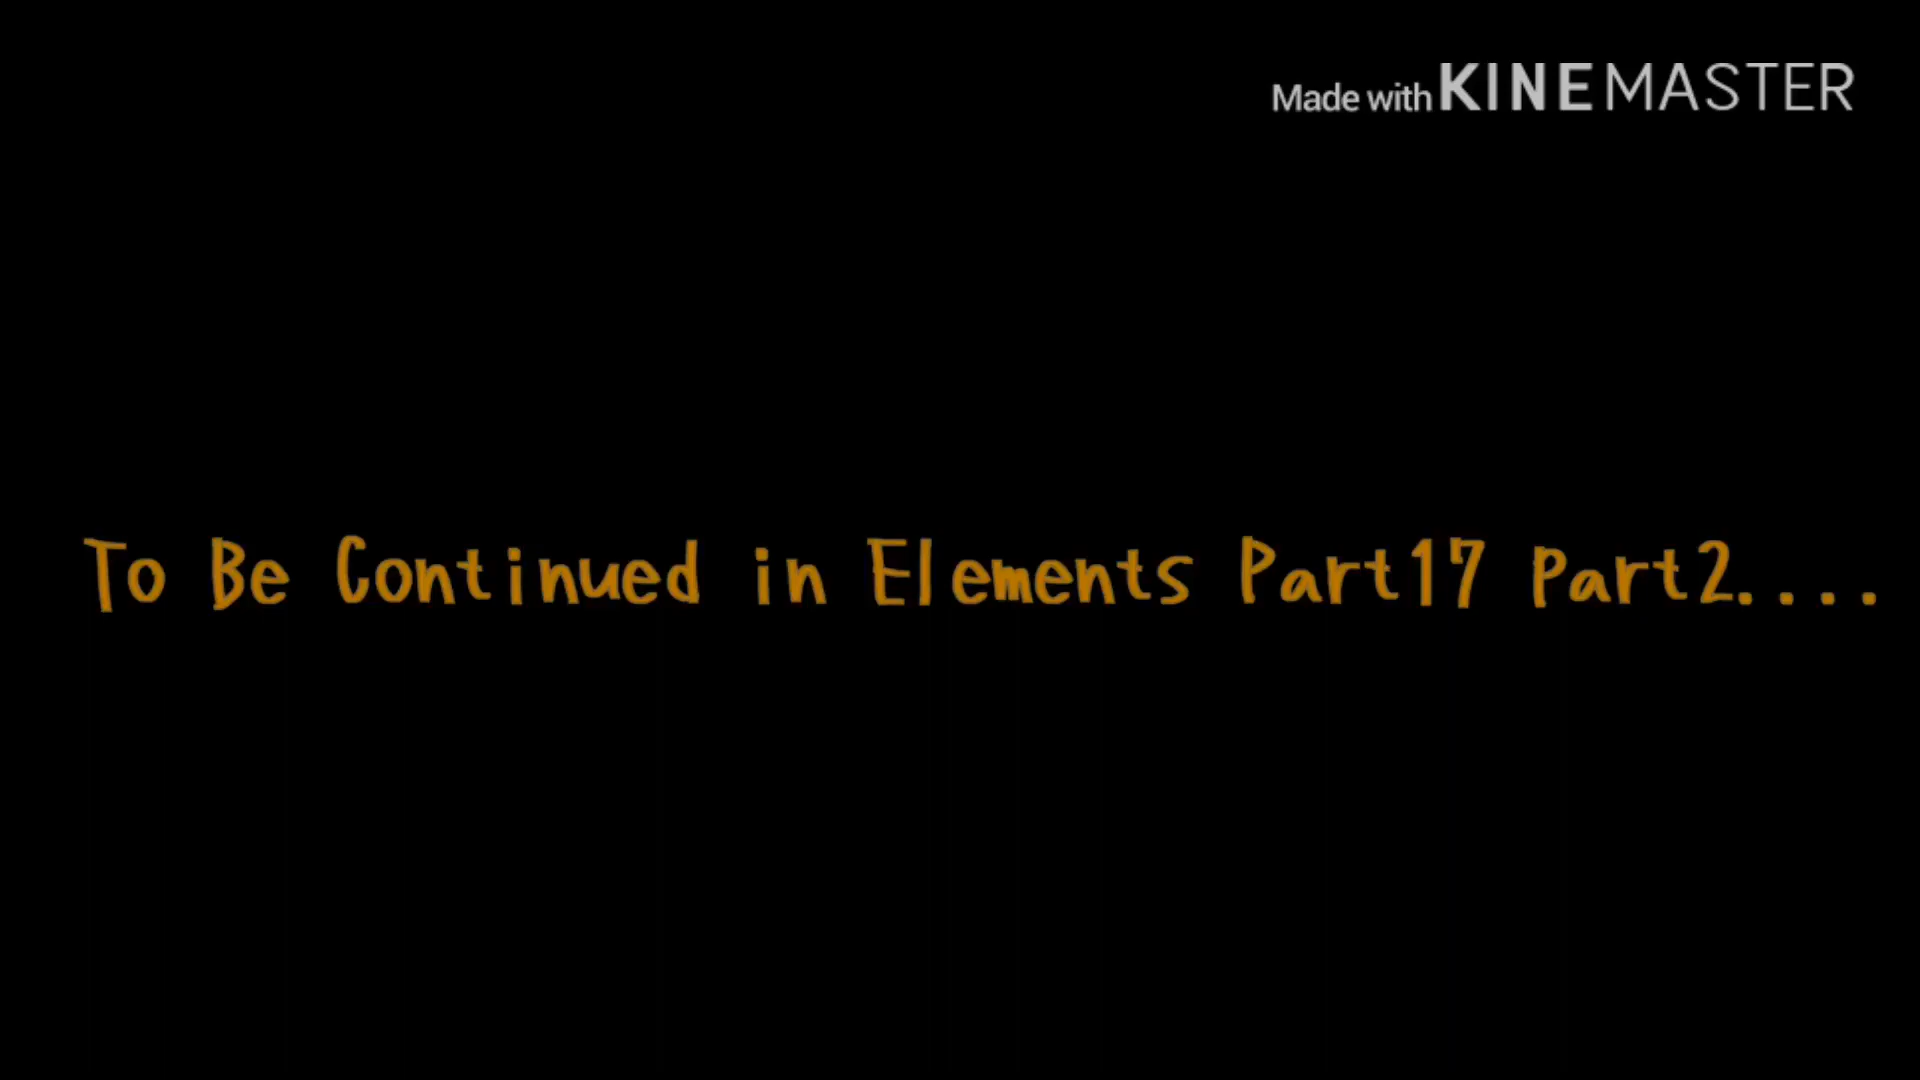 Made with KINEMASTER
To Be Continued in Elements Part17 Part2....